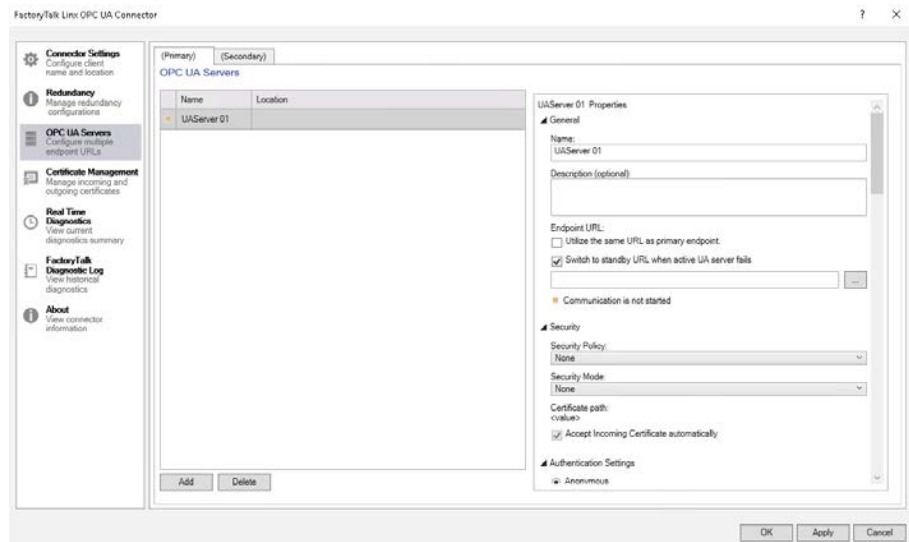 FactoryTalk Linx OPC UA Connector
? ×
Connector Settings
Configure client
name and location
Redundancy
Manage redundancy
configurations
OPC UA Servers
Configure multiple
endpoint URLs
Certificate Management
Manage incoming and
outgoing certificates
Real Time
Diagnostics
View current
diagnostics summary
FactoryTalk
Diagnostic Log
View historical
diagnostics
About
View connector
information
(Primary) (Secondary)
OPC UA Servers
Name Location
UAServer 01
Add Delete
UAServer 01 Properties
General
Name:
UAServer 01
Description (optional)
Endpoint URL:
Utilize the same URL as primary endpoint.
Switch to standby URL when active UA server fails
...
Communication is not started
Security
Security Policy:
None
Security Mode:
None
Certificate path:
<value>
Accept Incoming Certificate automatically
Authentication Settings
Anonymous
OK Apply Cancel